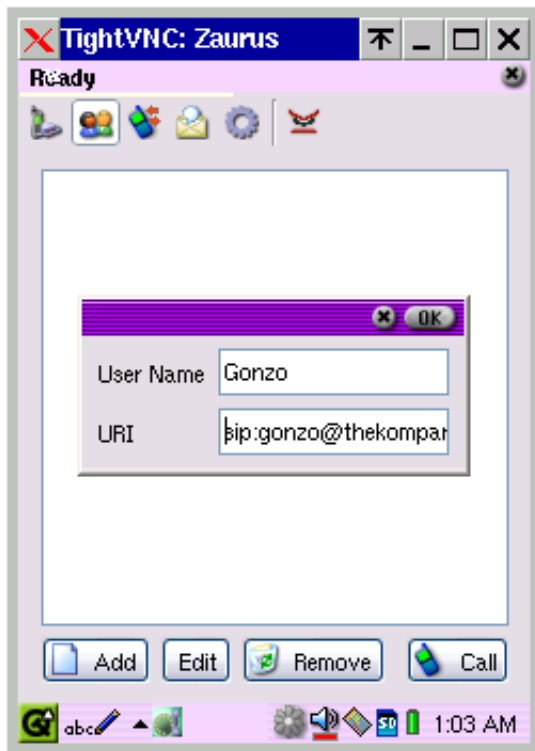 TightVNC: Zaurus
Ready
OK
User Name Gonzo
URI sip:gonzo@thekompar
Add Edit Remove Call
abc SD 1:03 AM